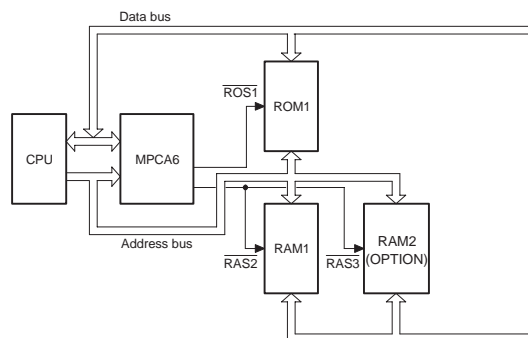 Data bus
ROS1
ROM1
CPU
MPCA6
Address bus
RAS2
RAM1
RAS3
RAM2
(OPTION)